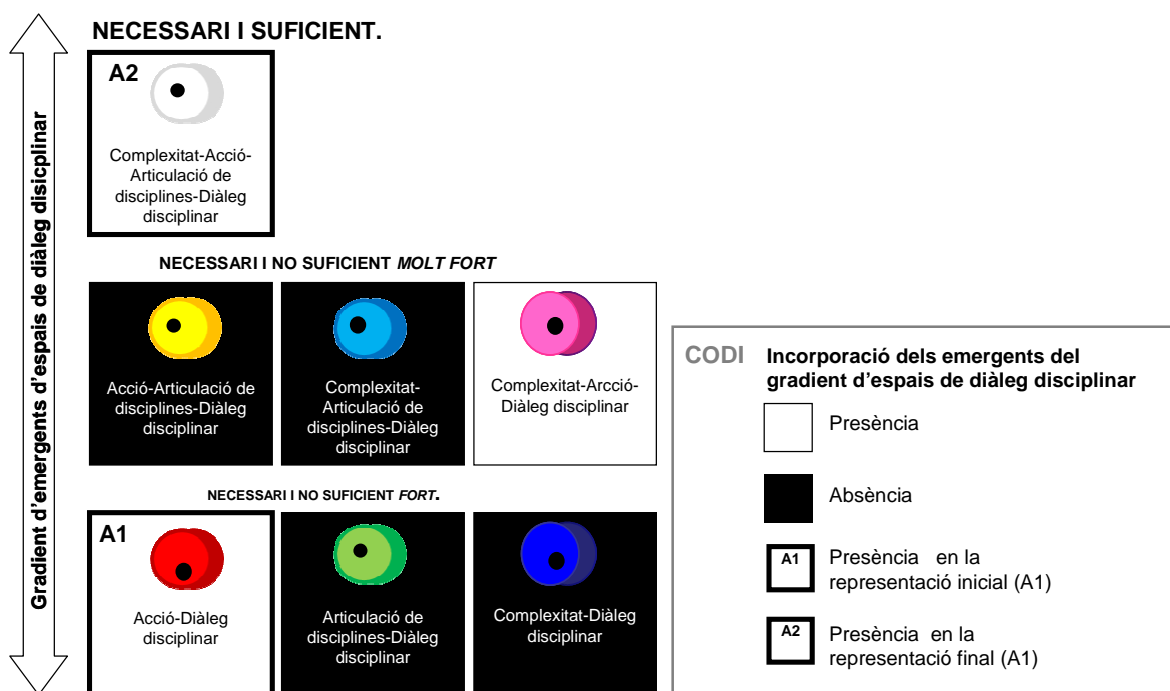 Gradient d'emergents d'espais de diàleg disicplinar
NECESSARI I SUFICIENT.
A2
Complexitat-Acció-
Articulació de
disciplines-Diàleg
disciplinar
NECESSARI I NO SUFICIENT MOLT FORT
Acció-Articulació de
disciplines-Diàleg
disciplinar
Complexitat-
Articulació de
disciplines-Diàleg
disciplinar
Complexitat-Arcció-
Diàleg disciplinar
NECESSARI I NO SUFICIENT FORT.
A1
Acció-Diàleg
disciplinar
Articulació de
disciplines-Diàleg
disciplinar
Complexitat-Diàleg
disciplinar
CODI
Incorporació dels emergents del
gradient d'espais de diàleg disciplinar
Presència
Absència
A1
Presència en la
representació inicial (A1)
A2
Presència en la
representació final (A1)